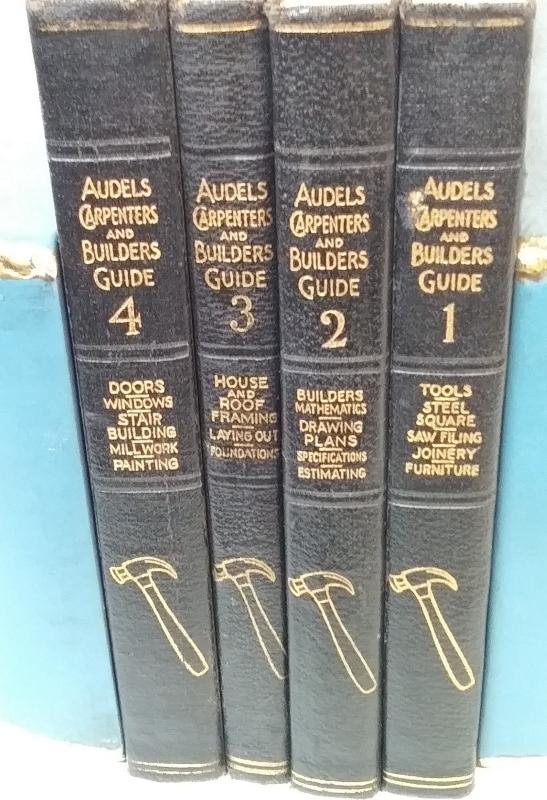 AUDELS
CARPENTERS
AND
BUILDERS
GUIDE
4
DOORS
WINDOWS
STAIR
BUILDING
MILLWORK
PAINTING
AUDELS
CARPENTERS
AND
BUILDERS
GUIDE
3
HOUSE
AND
ROOF
FRAMING
LAYING OUT
FOUNDATIONS
AUDELS
CARPENTERS
AND
BUILDERS
GUIDE
2
BUILDERS
MATHEMATICS
DRAWING
PLANS
SPECIFICATIONS
ESTIMATING
AUDELS
CARPENTERS
AND
BUILDERS
GUIDE
1
TOOLS
STEEL
SQUARE
SAW FILING
JOINERY
FURNITURE